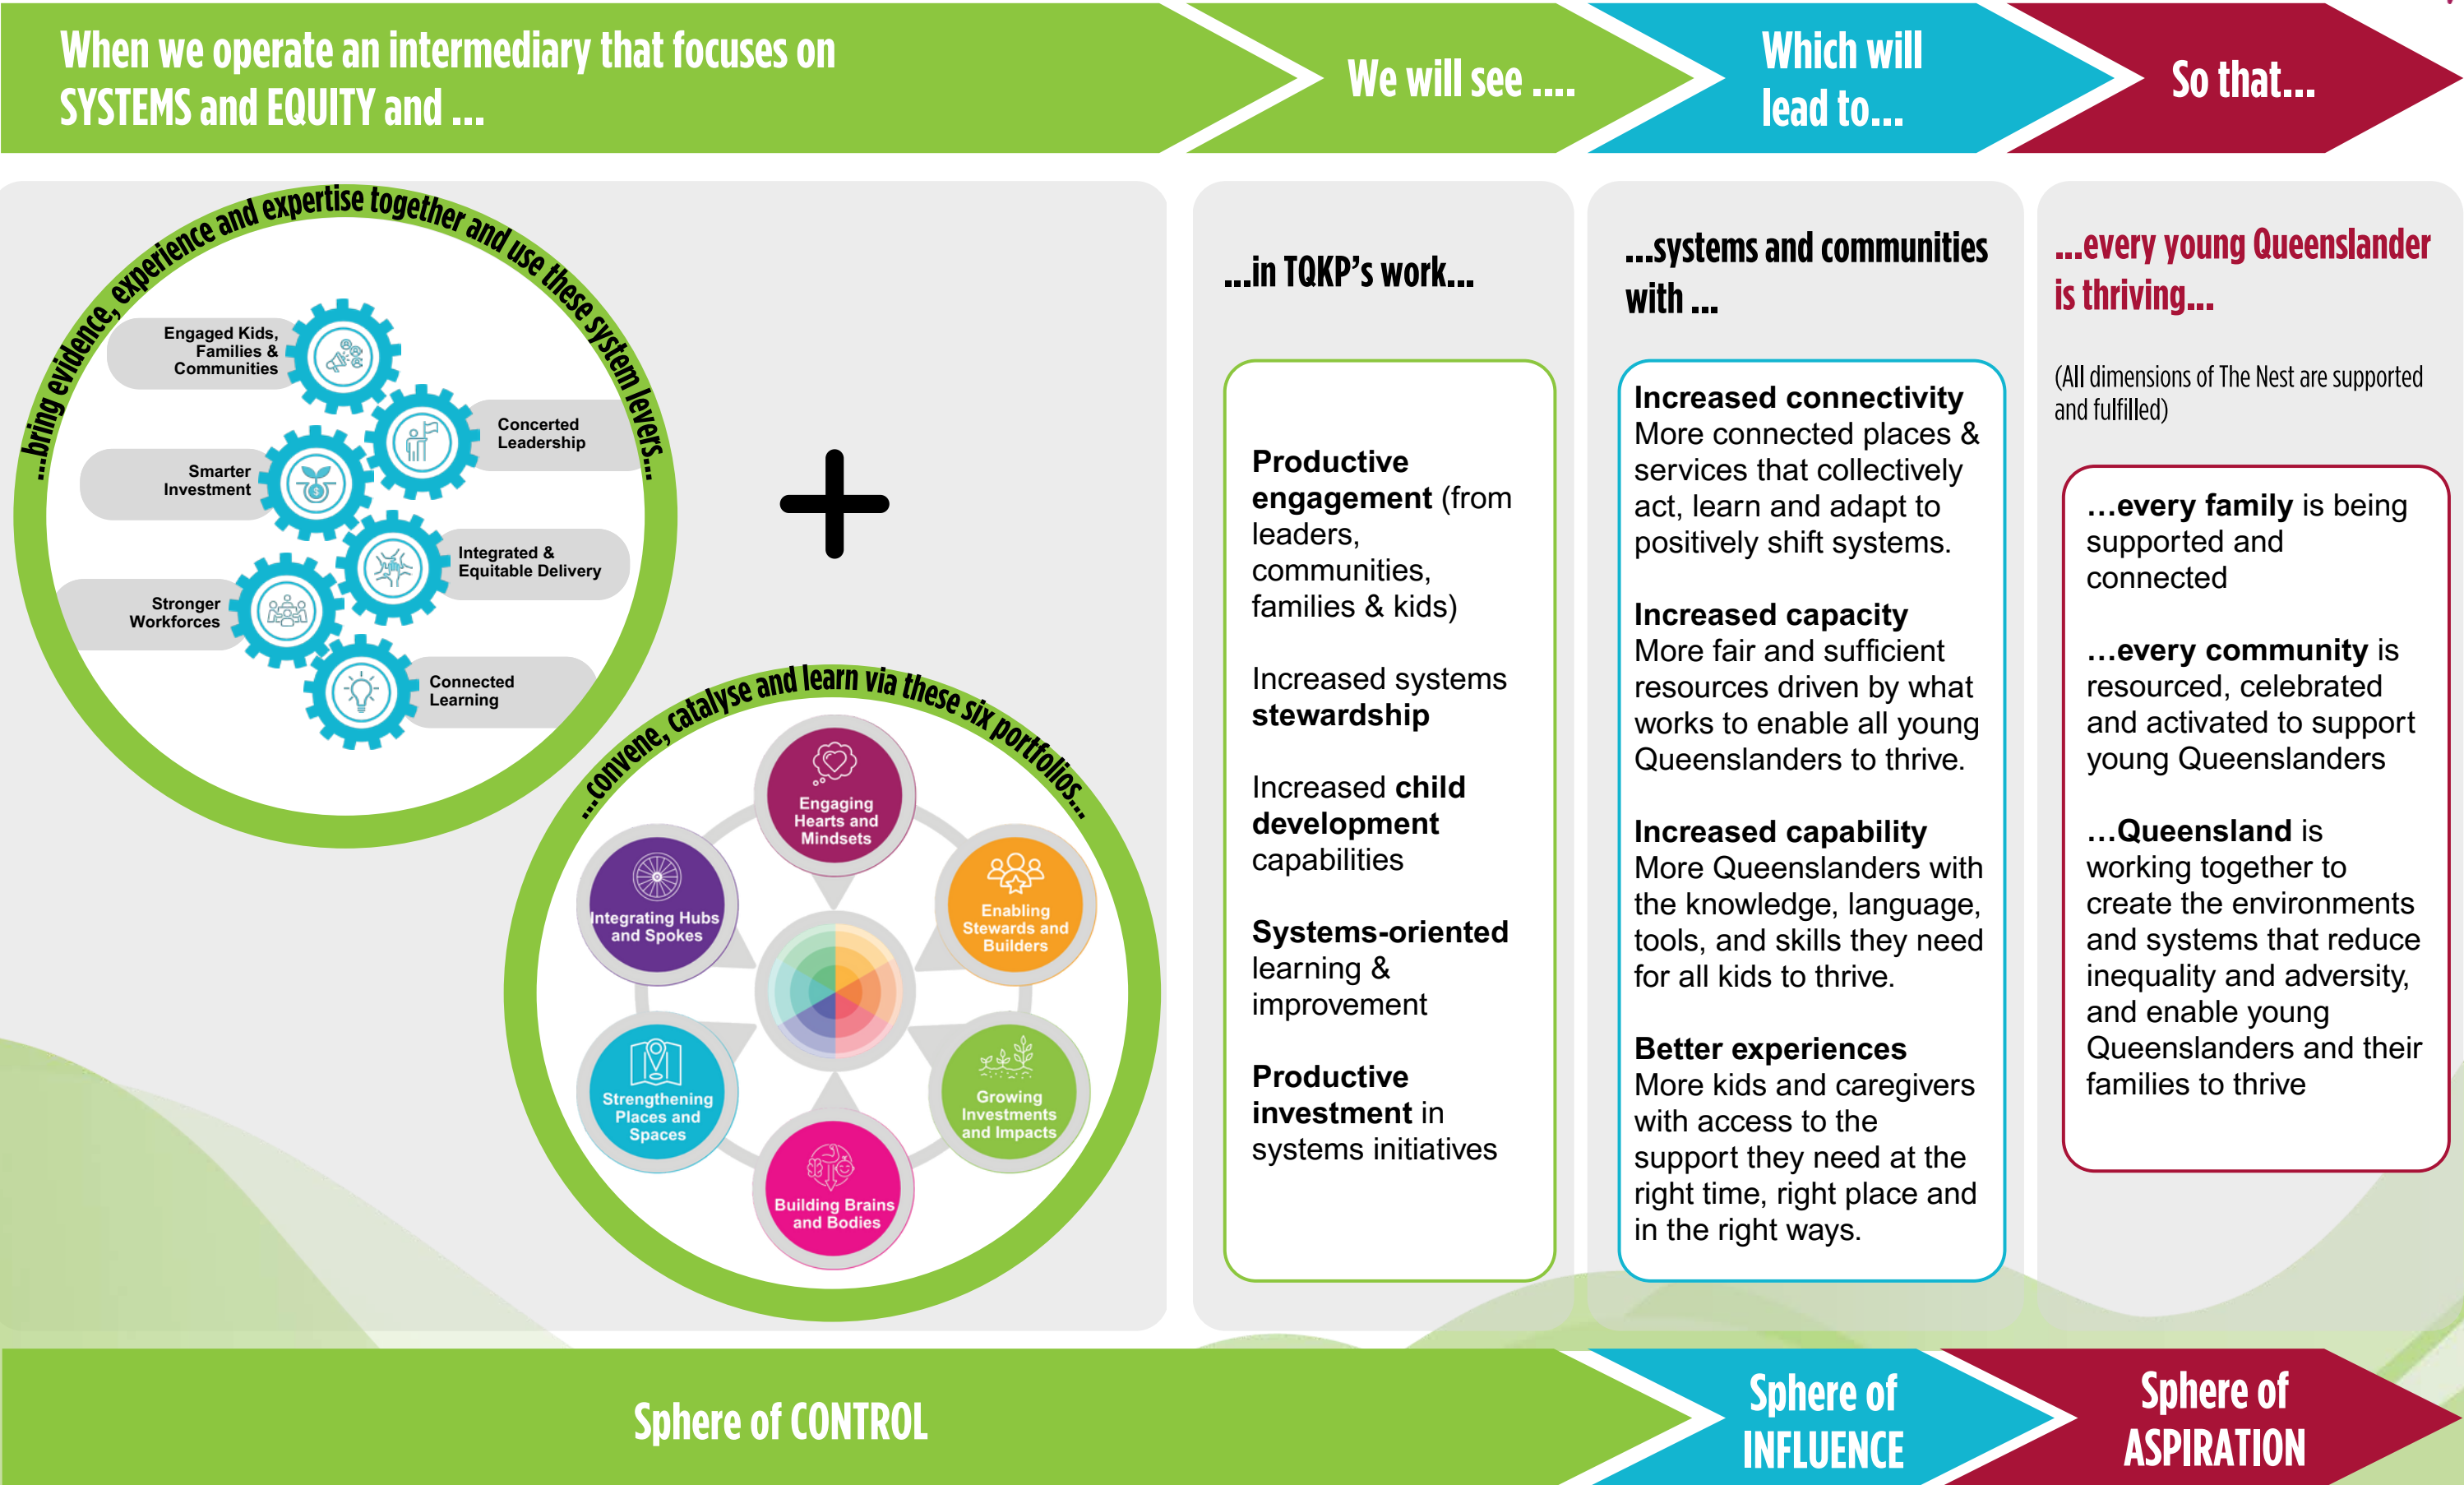 When we operate an intermediary that focuses on
SYSTEMS and EQUITY and ...
We will see ....
Which will
lead to...
So that...
...bring evidence, experience and expertise together and use these system levers...
Engaged Kids,
Families &
Communities
Concerted
Leadership
Smarter
Investment
Integrated &
Equitable Delivery
Stronger
Workforces
Connected
Learning
+
...convene, catalyse and learn via these six portfolios...
Engaging
Hearts and
Mindsets
Enabling
Stewards and
Builders
Growing
Investments
and Impacts
Building Brains
and Bodies
Strengthening
Places and
Spaces
Integrating Hubs
and Spokes
...in TQKP's work...
Productive
engagement (from
leaders,
communities,
families & kids)
Increased systems
stewardship
Increased child
development
capabilities
Systems-oriented
learning &
improvement
Productive
investment in
systems initiatives
...systems and communities
with ...
Increased connectivity
More connected places &
services that collectively
act, learn and adapt to
positively shift systems.
Increased capacity
More fair and sufficient
resources driven by what
works to enable all young
Queenslanders to thrive.
Increased capability
More Queenslanders with
the knowledge, language,
tools, and skills they need
for all kids to thrive.
Better experiences
More kids and caregivers
with access to the
support they need at the
right time, right place and
in the right ways.
...every young Queenslander
is thriving...
(All dimensions of The Nest are supported
and fulfilled)
...every family is being
supported and
connected
...every community is
resourced, celebrated
and activated to support
young Queenslanders
...Queensland is
working together to
create the environments
and systems that reduce
inequality and adversity,
and enable young
Queenslanders and their
families to thrive
Sphere of CONTROL
Sphere of
INFLUENCE
Sphere of
ASPIRATION